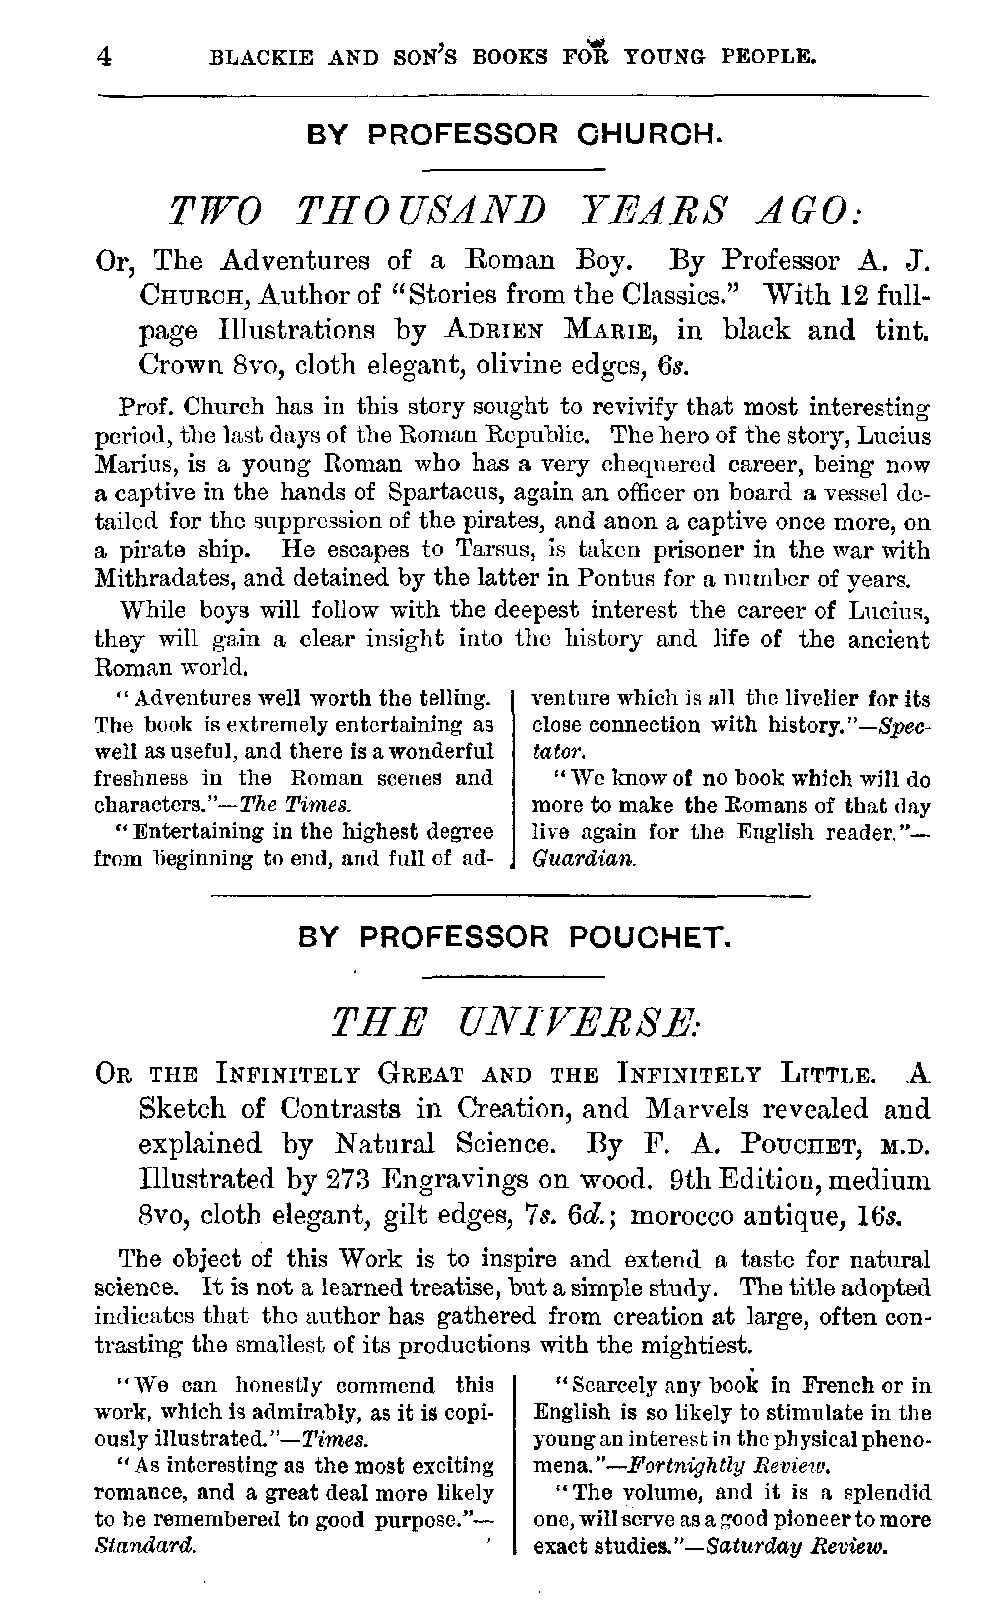 4 BLACKIE AND SON'S BOOKS FOR YOUNG PEOPLE.
BY PROFESSOR CHURCH.
TWO THOUSAND YEARS AGO:
Or, The Adventures of a Roman Boy. By Professor A. J.
CHURCH, Author of "Stories from the Classics." With 12 full-
page Illustrations by ADRIEN MARIE, in black and tint.
Crown 8vo, cloth elegant, olivine edges, 6s.
Prof. Church has in this story sought to revivify that most interesting
period, the last days of the Roman Republic. The hero of the story, Lucius
Marius, is a young Roman who has a very chequered career, being now
a captive in the hands of Spartacus, again an officer on board a vessel de-
tailed for the suppression of the pirates, and anon a captive once more, on
a pirate ship. He escapes to Tarsus, is taken prisoner in the war with
Mithradates, and detained by the latter in Pontus for a number of years.
While boys will follow with the deepest interest the career of Lucius,
they will gain a clear insight into the history and life of the ancient
Roman world.
"Adventures well worth the telling.
The book is extremely entertaining as
well as useful, and there is a wonderful
freshness in the Roman scenes and
characters."—The Times.
"Entertaining in the highest degree
from beginning to end, and full of ad-
venture which is all the livelier for its
close connection with history."—Spec-
tator.
"We know of no book which will do
more to make the Romans of that day
live again for the English reader."—
Guardian.
BY PROFESSOR POUCHET.
THE UNIVERSE:
OR THE INFINITELY GREAT AND THE INFINITELY LITTLE. A
Sketch of Contrasts in Creation, and Marvels revealed and
explained by Natural Science. By F. A. POUCHET, M.D.
Illustrated by 273 Engravings on wood. 9th Edition, medium
8vo, cloth elegant, gilt edges, 7s. 6d.; morocco antique, 16s.
The object of this Work is to inspire and extend a taste for natural
science. It is not a learned treatise, but a simple study. The title adopted
indicates that the author has gathered from creation at large, often con-
trasting the smallest of its productions with the mightiest.
"We can honestly commend this
work, which is admirably, as it is copi-
ously illustrated."—Times.
"As interesting as the most exciting
romance, and a great deal more likely
to be remembered to good purpose."—
Standard.
"Scarcely any book in French or in
English is so likely to stimulate in the
young an interest in the physical pheno-
mena."—Fortnightly Review.
"The volume, and it is a splendid
one, will serve as a good pioneer to more
exact studies."—Saturday Review.